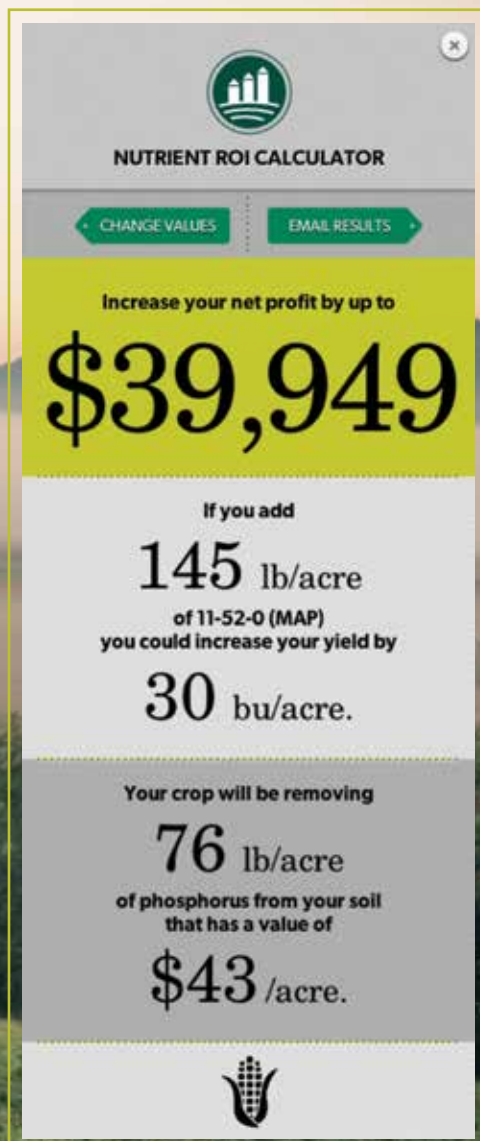 NUTRIENT ROI CALCULATOR
CHANGE VALUES
EMAIL RESULTS
Increase your net profit by up to
$39,949
If you add
145 lb/acre
of 11-52-0 (MAP)
you could increase your yield by
30 bu/acre.
Your crop will be removing
76 lb/acre
of phosphorus from your soil
that has a value of
$43 /acre.